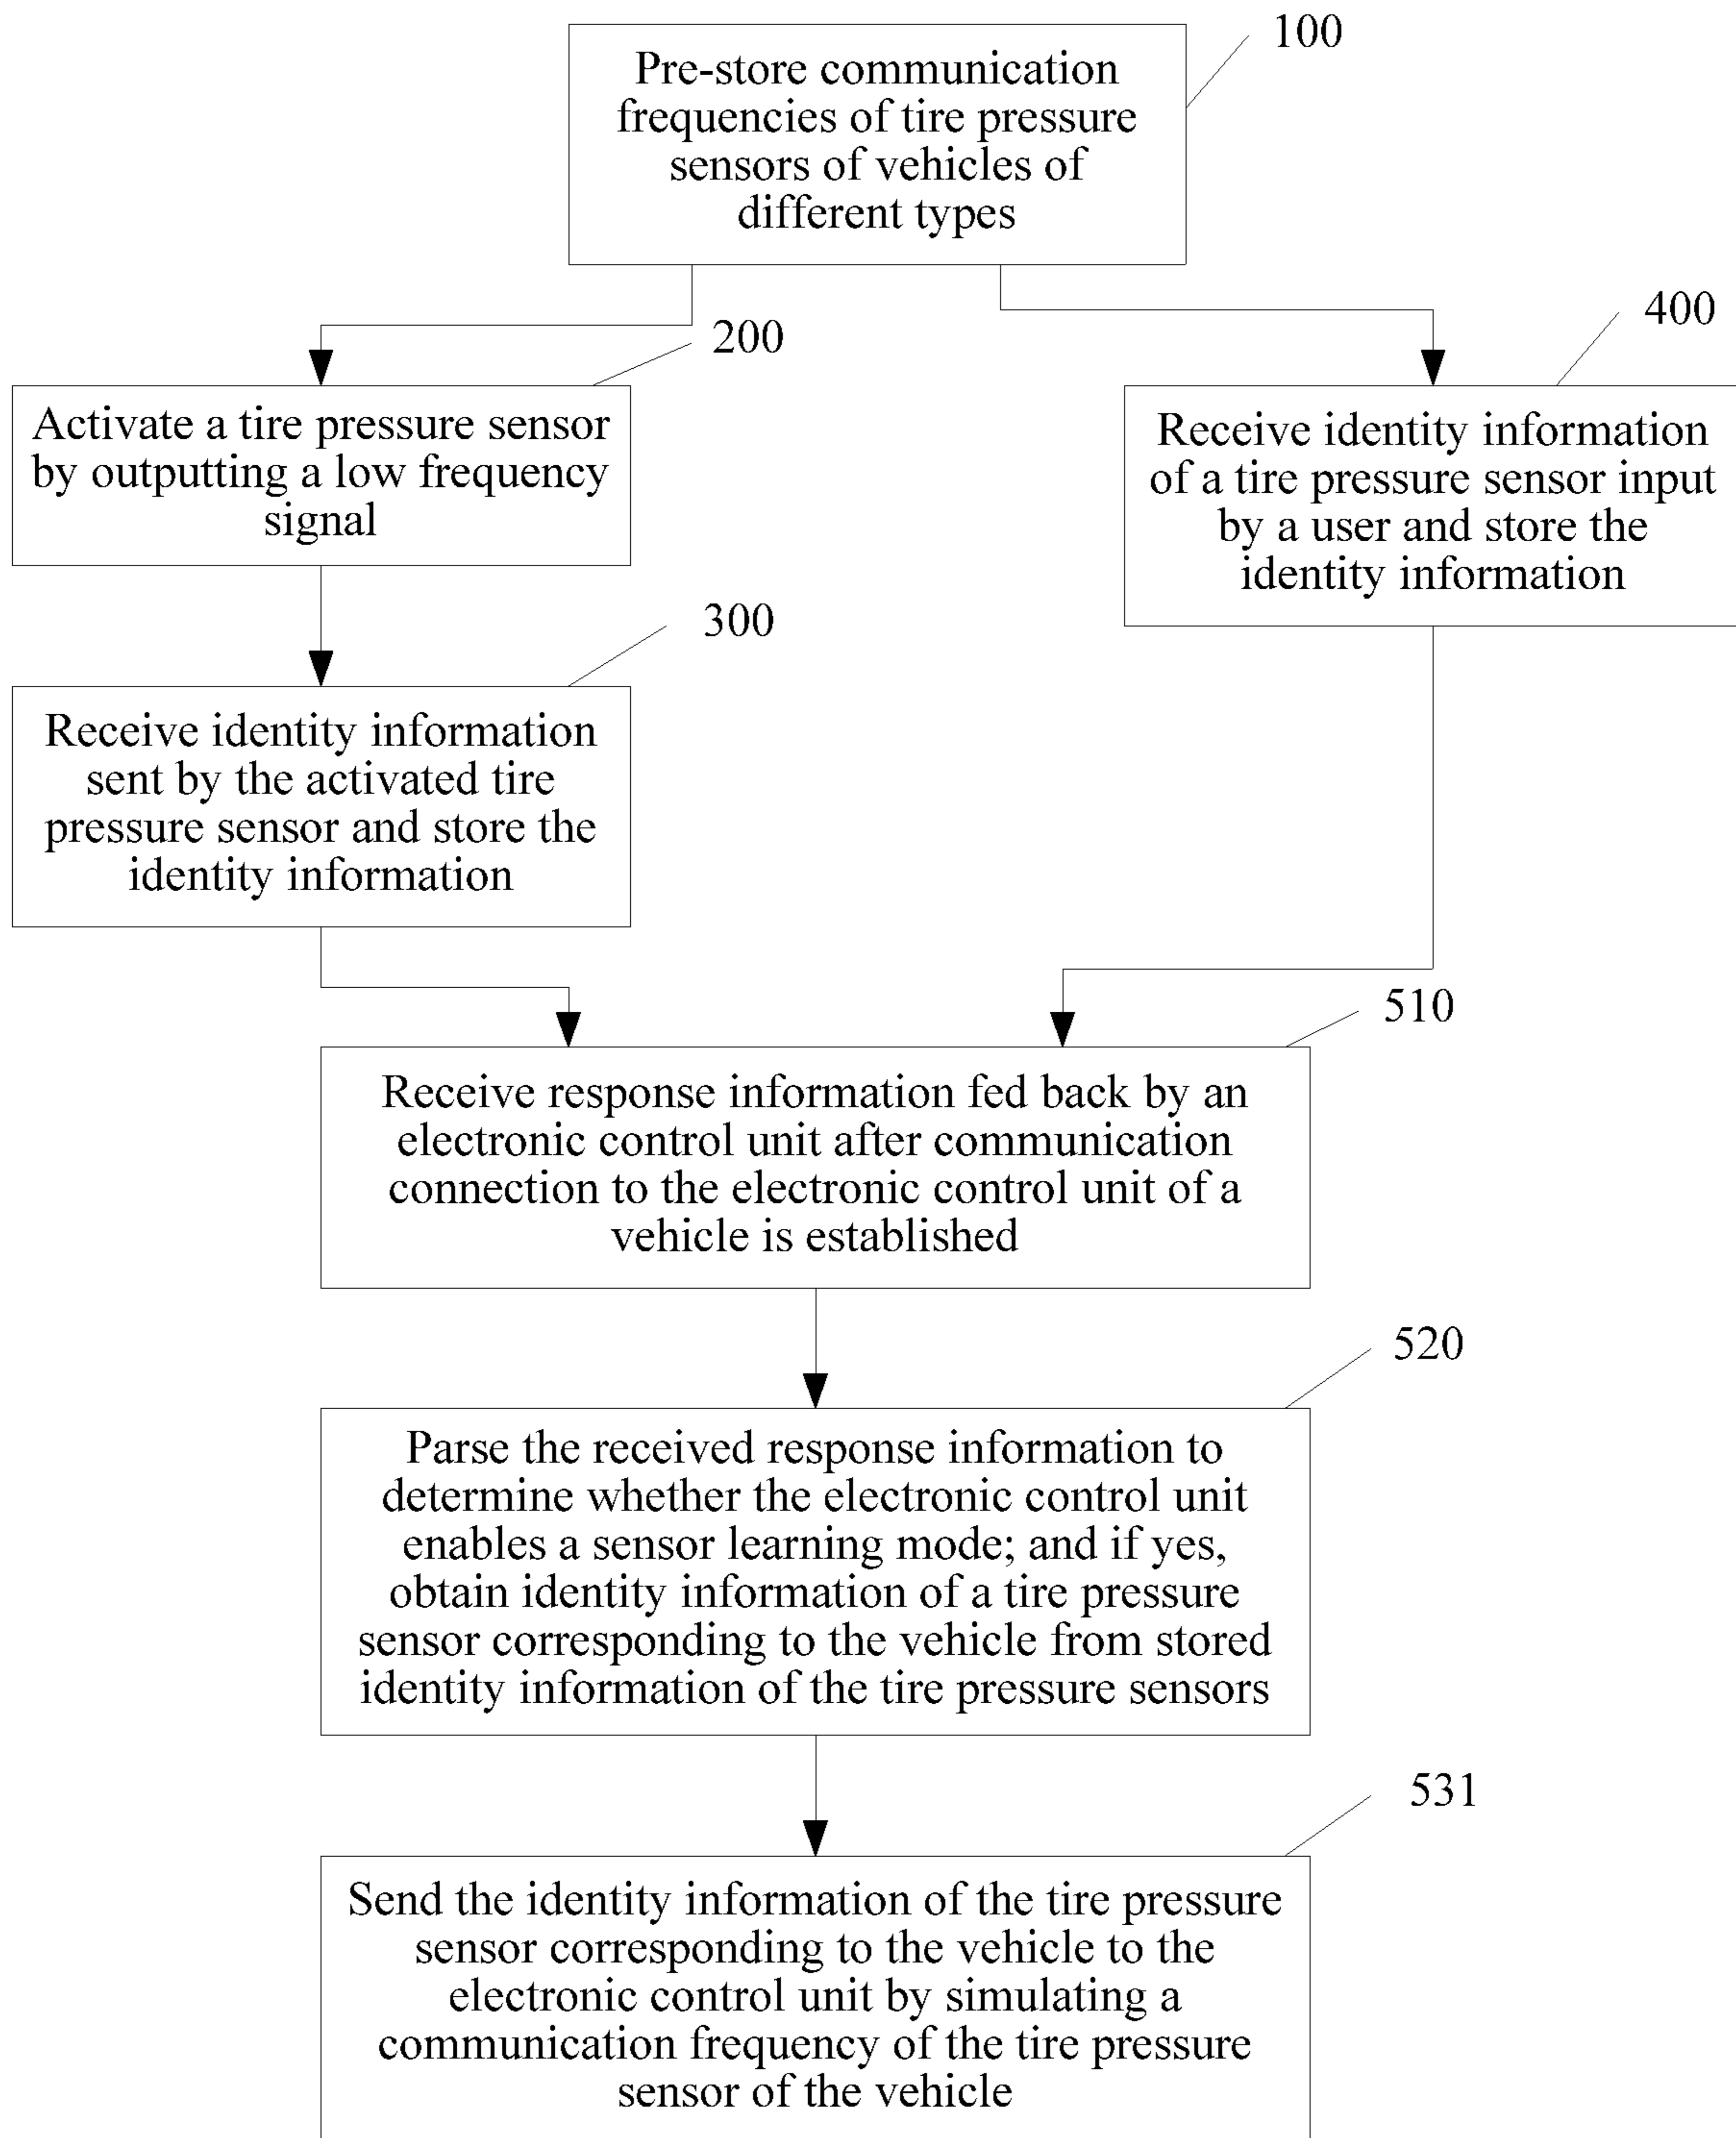 100
Pre-store communication
frequencies of tire pressure
sensors of vehicles of
different types
200
400
Activate a tire pressure sensor
by outputting a low frequency
signal
Receive identity information
of a tire pressure sensor input
by a user and store the
identity information
300
Receive identity information
sent by the activated tire
pressure sensor and store the
identity information
510
Receive response information fed back by an
electronic control unit after communication
connection to the electronic control unit of a
vehicle is established
520
Parse the received response information to
determine whether the electronic control unit
enables a sensor learning mode; and if yes,
obtain identity information of a tire pressure
sensor corresponding to the vehicle from stored
identity information of the tire pressure sensors
531
Send the identity information of the tire pressure
sensor corresponding to the vehicle to the
electronic control unit by simulating a
communication frequency of the tire pressure
sensor of the vehicle